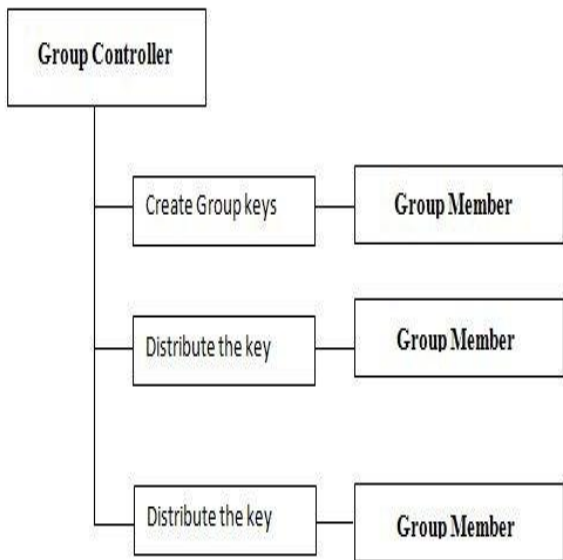 Group Controller
Create Group keys
Group Member
Distribute the key
Group Member
Distribute the key
Group Member